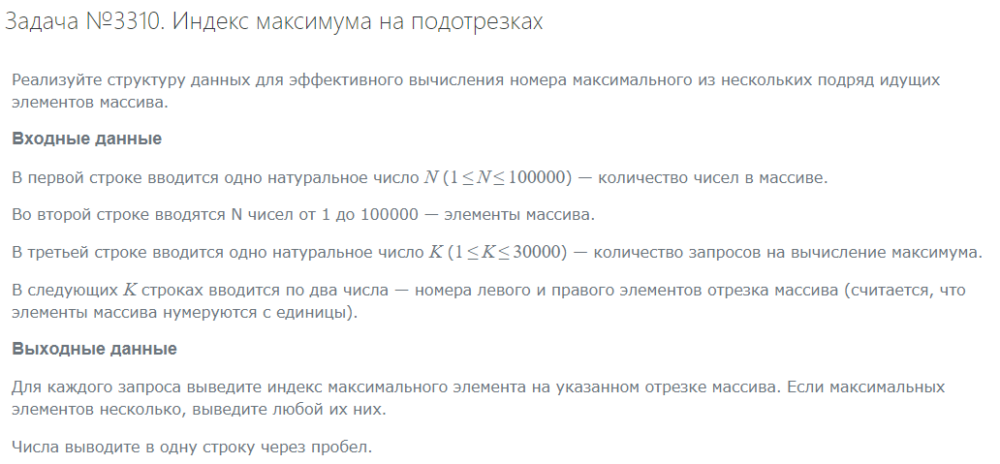 Задача №3310. Индекс максимума на подотрезках
Реализуйте структуру данных для эффективного вычисления номера максимального из нескольких подряд идущих
элементов массива.
Входные данные
В первой строке вводится одно натуральное число N (1≤N≤100000) — количество чисел в массиве.
Во второй строке вводятся N чисел от 1 до 100000 — элементы массива.
В третьей строке вводится одно натуральное число K (1≤K≤30000) — количество запросов на вычисление максимума.
В следующих K строках вводится по два числа — номера левого и правого элементов отрезка массива (считается, что
элементы массива нумеруются с единицы).
Выходные данные
Для каждого запроса выведите индекс максимального элемента на указанном отрезке массива. Если максимальных
элементов несколько, выведите любой их них.
Числа выводите в одну строку через пробел.